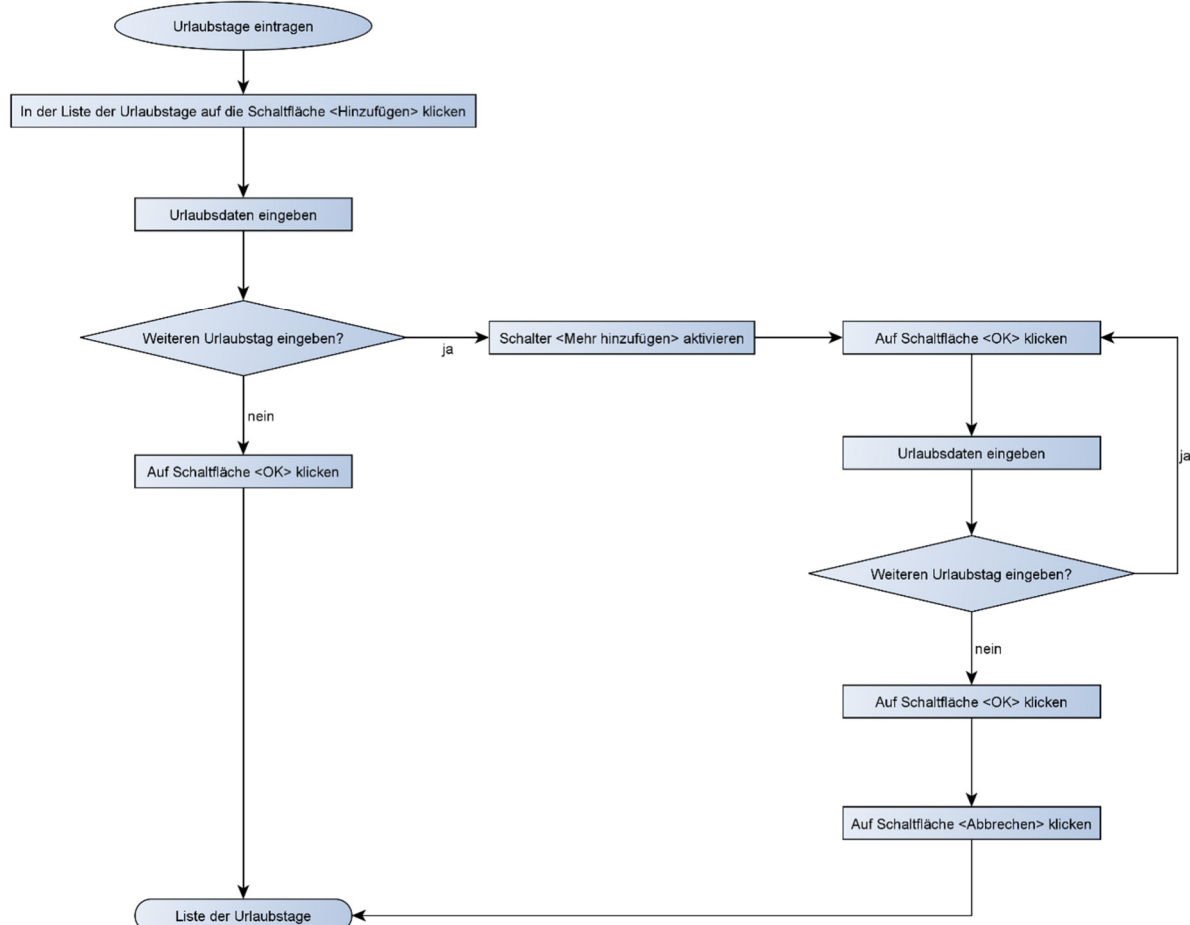 Urlaubstage eintragen
In der Liste der Urlaubstage auf die Schaltfläche <Hinzufügen> klicken
Urlaubsdaten eingeben
Weiteren Urlaubstag eingeben?
ja
Schalter <Mehr hinzufügen> aktivieren
Auf Schaltfläche <OK> klicken
nein
Auf Schaltfläche <OK> klicken
Urlaubsdaten eingeben
ja
Weiteren Urlaubstag eingeben?
nein
Auf Schaltfläche <OK> klicken
Auf Schaltfläche <Abbrechen> klicken
Liste der Urlaubstage